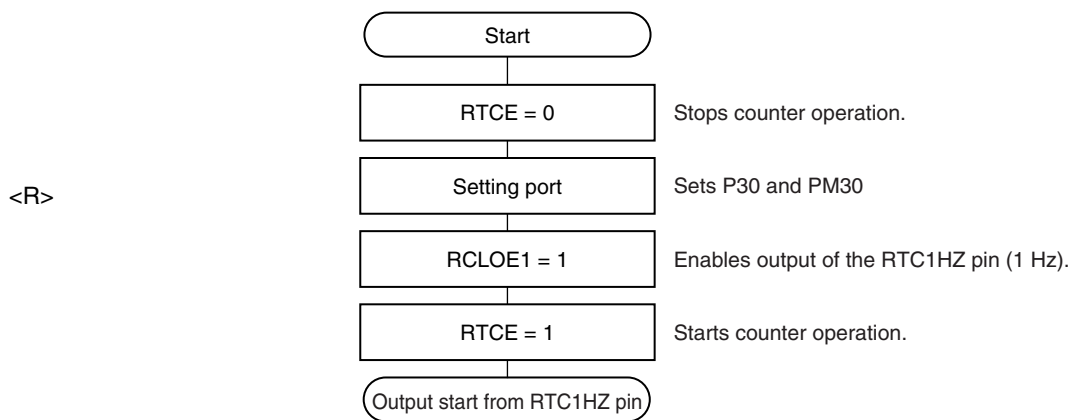 Start
RTCE = 0
Stops counter operation.
<R>
Setting port
Sets P30 and PM30
RCLOE1 = 1
Enables output of the RTC1HZ pin (1 Hz).
RTCE = 1
Starts counter operation.
Output start from RTC1HZ pin